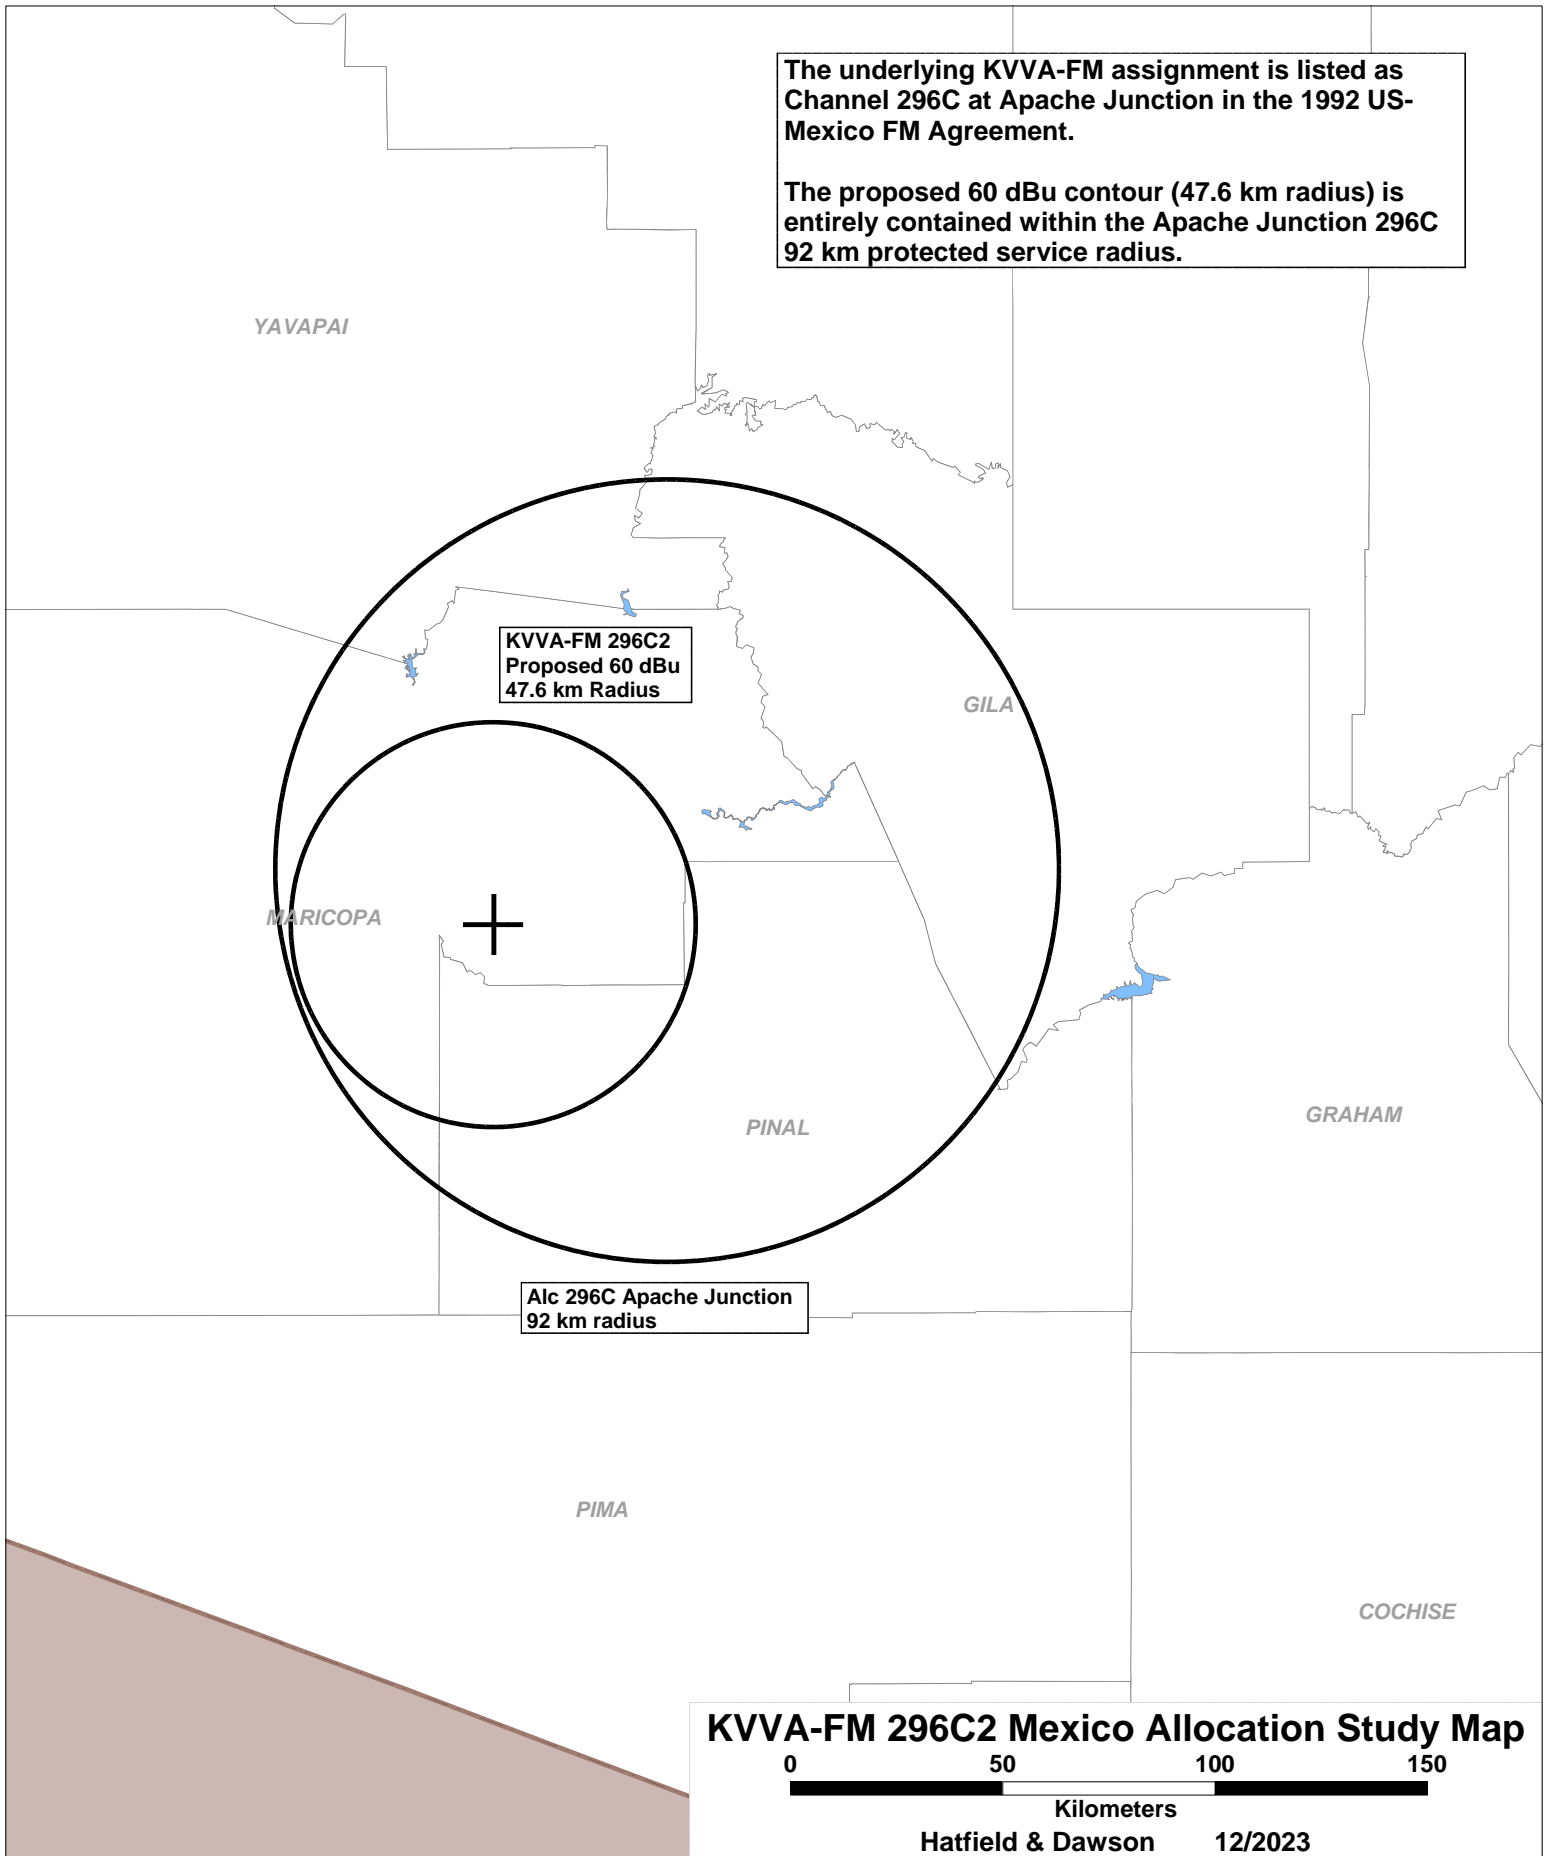 The underlying KVVA-FM assignment is listed as
Channel 296C at Apache Junction in the 1992 US-
Mexico FM Agreement.
The proposed 60 dBu contour (47.6 km radius) is
entirely contained within the Apache Junction 296C
92 km protected service radius.
YAVAPAI
KVVA-FM 296C2
Proposed 60 dBu
47.6 km Radius
GILA
MARICOPA
PINAL
GRAHAM
Alc 296C Apache Junction
92 km radius
PIMA
COCHISE
KVVA-FM 296C2 Mexico Allocation Study Map
0 50 100 150
Kilometers
Hatfield & Dawson 12/2023